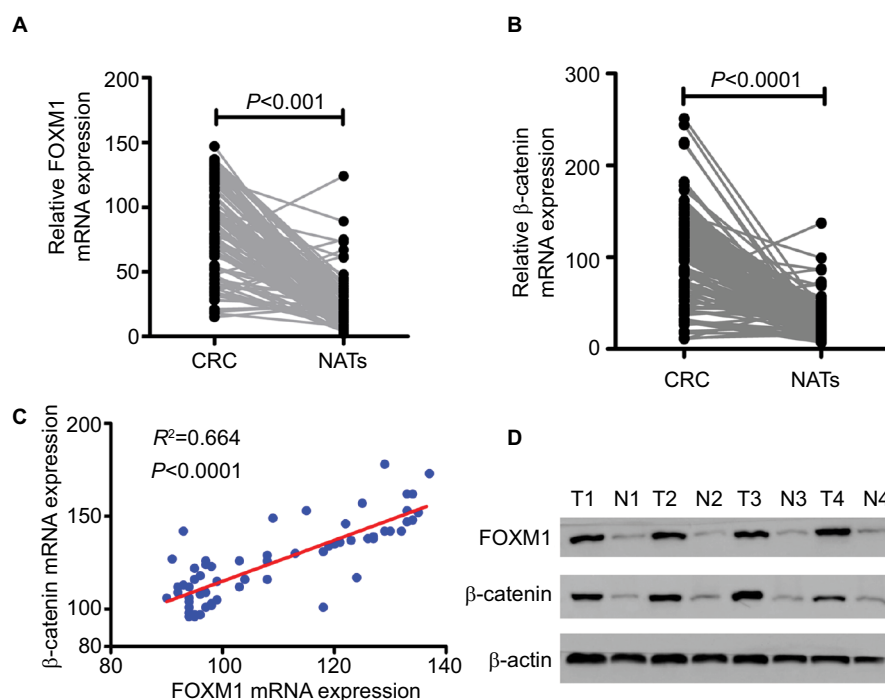 A
Relative FOXM1
mRNA expression
200
150
100
50
0
P<0.001
CRC NATs
B
Relative β-catenin
mRNA expression
300
200
100
0
P<0.0001
CRC NATs
C
β-catenin mRNA expression
200
150
100
80
R²=0.664
P<0.0001
80 100 120 140
FOXM1 mRNA expression
D
T1 N1 T2 N2 T3 N3 T4 N4
FOXM1
β-catenin
β-actin